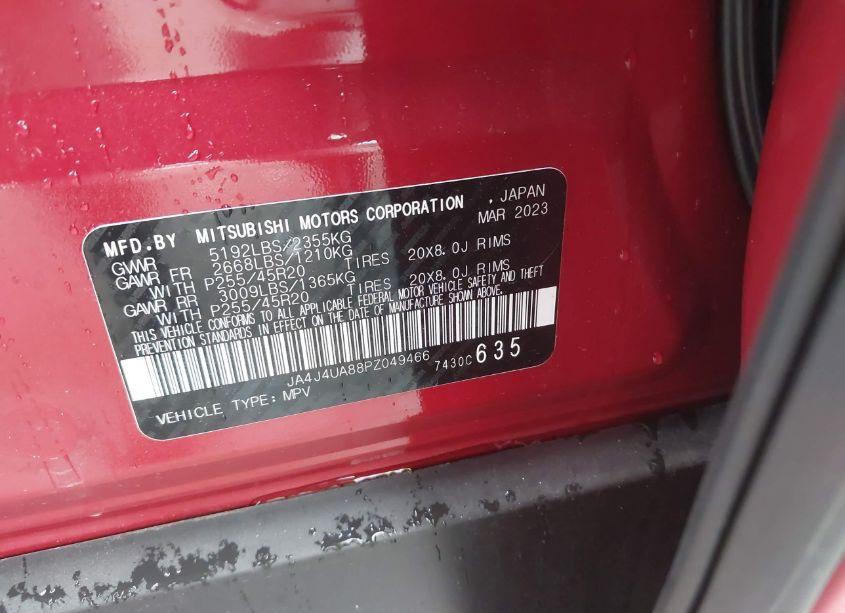 MFD.BY MITSUBISHI MOTORS CORPORATION , JAPAN
GWR 5192LBS/2355KG MAR 2023
GAWR FR 2668LBS/1210KG
WITH P255/45R20 TIRES 20X8.0J RIMS
GAWR RR 3009LBS/1365KG
WITH P255/45R20 TIRES 20X8.0J RIMS
THIS VEHICLE CONFORMS TO ALL APPLICABLE FEDERAL MOTOR VEHICLE SAFETY AND THEFT
PREVENTION STANDARDS IN EFFECT ON THE DATE OF MANUFACTURE SHOWN ABOVE.
JA4J4UA88PZ049466 7430C 635
VEHICLE TYPE: MPV